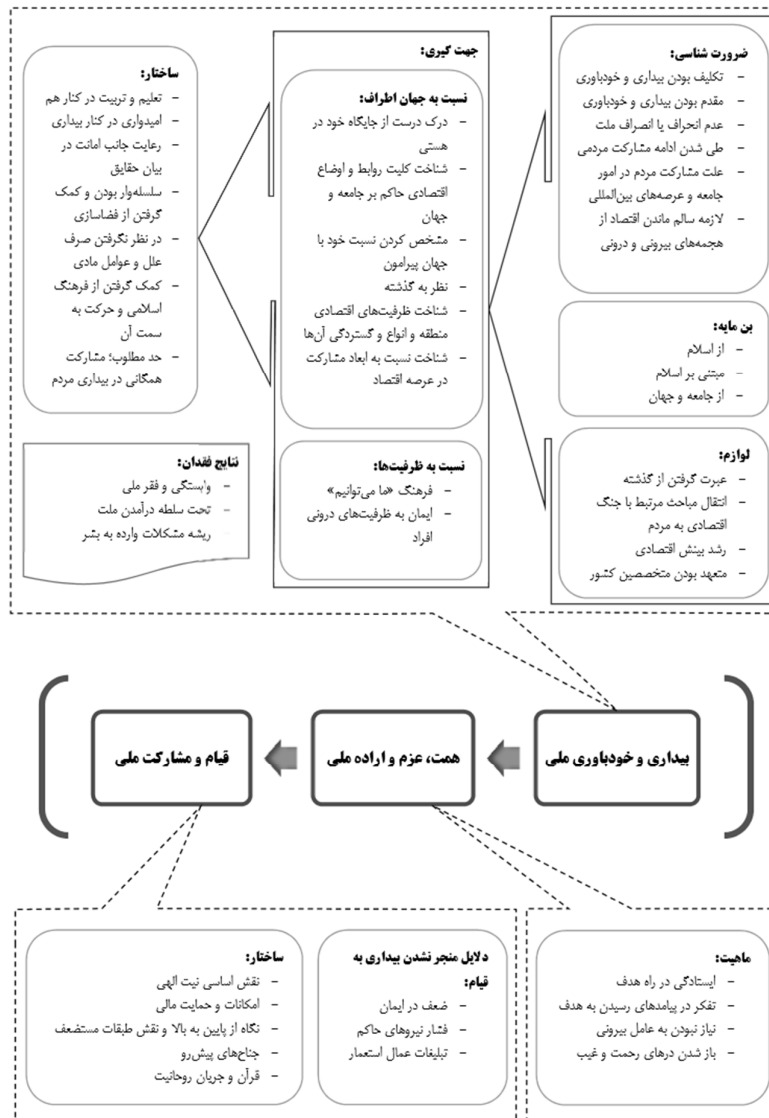 ضرورت شناسی:
- تکلیف بودن بیداری و خودباوری
- مقدم بودن بیداری و خودباوری
- عدم انحراف یا انصراف ملت
- طی شدن ادامه مشارکت مردمی
- علت مشارکت مردم در امور
جامعه و عرصه‌های بین‌المللی
- لازمه سالم ماندن اقتصاد از
هجمه‌های بیرونی و درونی
بن مایه:
- از اسلام
- مبتنی بر اسلام
- از جامعه و جهان
لوازم:
- عبرت گرفتن از گذشته
- انتقال مباحث مرتبط با جنگ
اقتصادی به مردم
- رشد بینش اقتصادی
- متعهد بودن متخصصین کشور
جهت گیری:
نسبت به جهان اطراف:
- درک درست از جایگاه خود در
هستی
- شناخت کلیت روابط و اوضاع
اقتصادی حاکم بر جامعه و
جهان
- مشخص کردن نسبت خود با
جهان پیرامون
- نظر به گذشته
- شناخت ظرفیت‌های اقتصادی
منطقه و انواع و گستردگی آن‌ها
- شناخت نسبت به ابعاد مشارکت
در عرصه اقتصاد
نسبت به ظرفیت‌ها:
- فرهنگ «ما می‌توانیم»
- ایمان به ظرفیت‌های درونی
افراد
ساختار:
- تعلیم و تربیت در کنار هم
- امیدواری در کنار بیداری
- رعایت جانب امانت در
بیان حقایق
- سلسله‌وار بودن و کمک
گرفتن از فضاسازی
- در نظر نگرفتن صرف
علل و عوامل مادی
- کمک گرفتن از فرهنگ
اسلامی و حرکت به
سمت آن
- حد مطلوب؛ مشارکت
همگانی در بیداری مردم
نتایج فقدان:
- وابستگی و فقر ملی
- تحت سلطه درآمدن ملت
- ریشه مشکلات وارده به بشر
بیداری و خودباوری ملی
همت، عزم و اراده ملی
قیام و مشارکت ملی
ماهیت:
- ایستادگی در راه هدف
- تفکر در پیامدهای رسیدن به هدف
- نیاز نبودن به عامل بیرونی
- باز شدن درهای رحمت و غیب
دلایل منجر نشدن بیداری به
قیام:
- ضعف در ایمان
- فشار نیروهای حاکم
- تبلیغات عمال استعمار
ساختار:
- نقش اساسی نیت الهی
- امکانات و حمایت مالی
- نگاه از پایین به بالا و نقش طبقات مستضعف
- جناح‌های پیش‌رو
- قرآن و جریان روحانیت